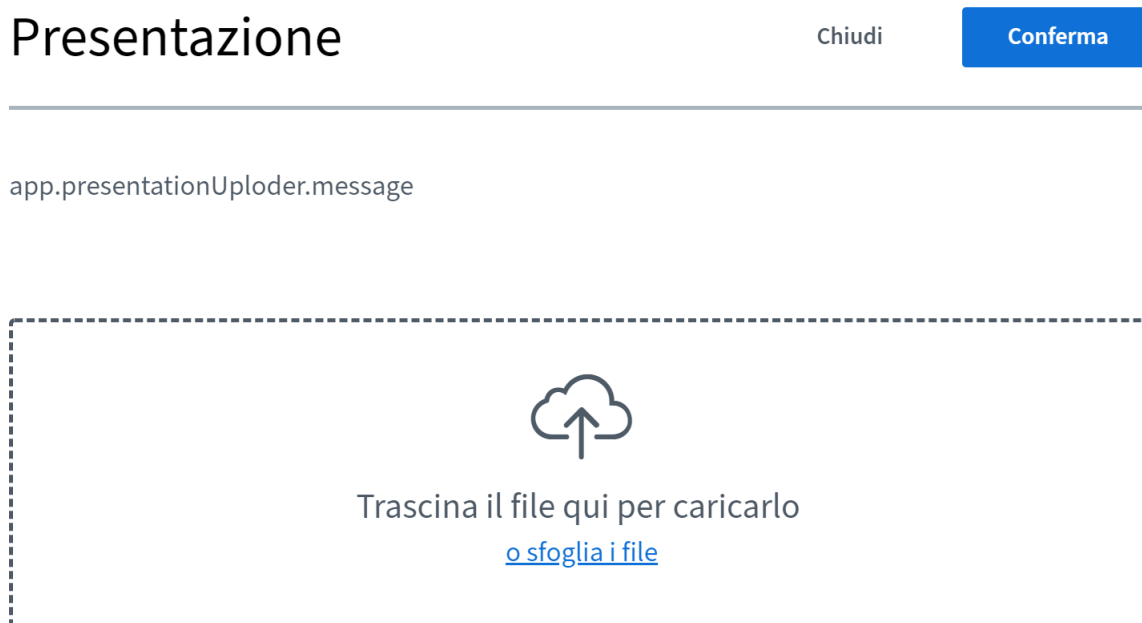 Presentazione
Chiudi
Conferma
app.presentationUploder.message
Trascina il file qui per caricarlo
o sfoglia i file